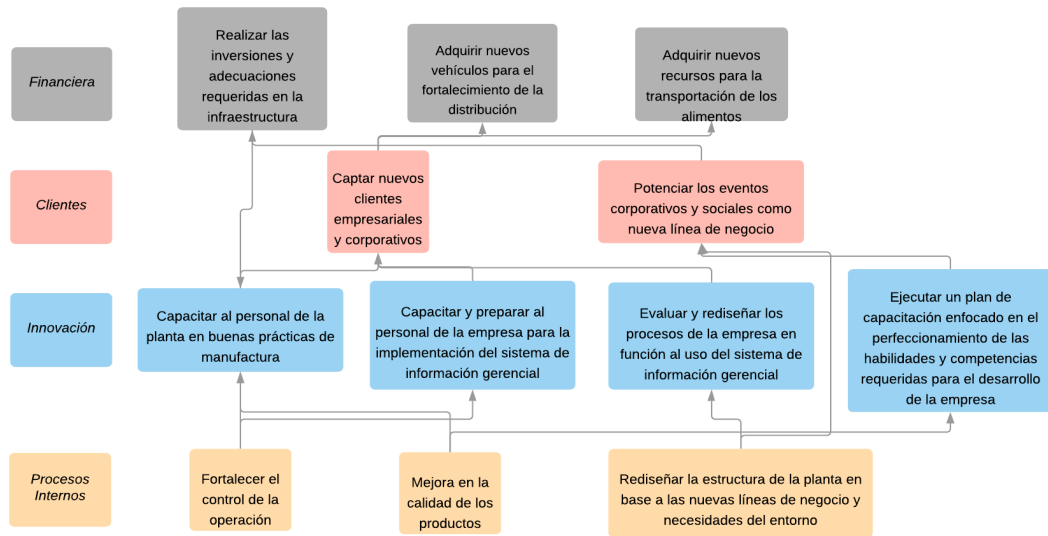 Financiera
Realizar las
inversiones y
adecuaciones
requeridas en la
infraestructura
Adquirir nuevos
vehículos para el
fortalecimiento de la
distribución
Adquirir nuevos
recursos para la
transportación de los
alimentos
Clientes
Captar nuevos
clientes
empresariales
y corporativos
Potenciar los eventos
corporativos y sociales como
nueva línea de negocio
Innovación
Capacitar al personal de la
planta en buenas prácticas de
manufactura
Capacitar y preparar al
personal de la empresa para la
implementación del sistema de
información gerencial
Evaluar y rediseñar los
procesos de la empresa en
función al uso del sistema de
información gerencial
Ejecutar un plan de
capacitación enfocado en el
perfeccionamiento de las
habilidades y competencias
requeridas para el desarrollo
de la empresa
Procesos
Internos
Fortalecer el
control de la
operación
Mejora en la
calidad de los
productos
Rediseñar la estructura de la planta en
base a las nuevas líneas de negocio y
necesidades del entorno